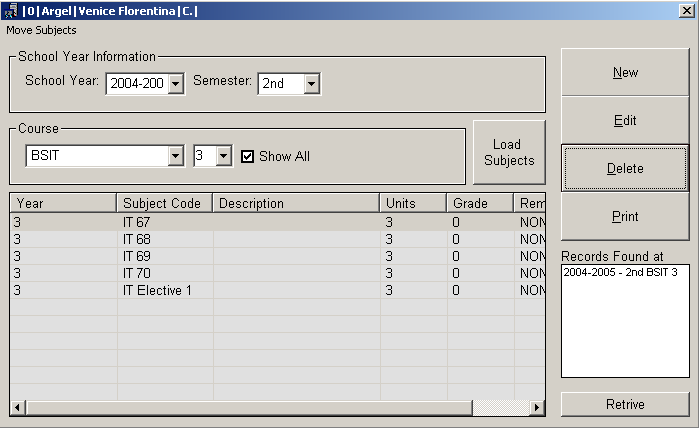 |0|Argel|Venice Florentina|C.|
Move Subjects
School Year Information
School Year: 2004-200 Semester: 2nd
Course
BSIT 3 Show All
Load Subjects
New
Edit
Delete
Print
Year Subject Code Description Units Grade Rem
3 IT 67 3 0 NON
3 IT 68 3 0 NON
3 IT 69 3 0 NON
3 IT 70 3 0 NON
3 IT Elective 1 3 0 NON
Records Found at
2004-2005 - 2nd BSIT 3
Retrive